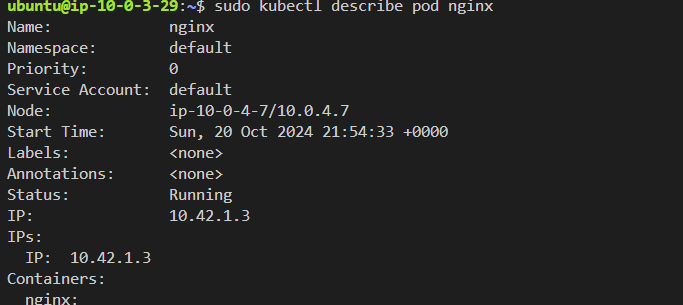 ubuntu@ip-10-0-3-29:~$ sudo kubectl describe pod nginx
Name:             nginx
Namespace:        default
Priority:         0
Service Account:  default
Node:             ip-10-0-4-7/10.0.4.7
Start Time:       Sun, 20 Oct 2024 21:54:33 +0000
Labels:           <none>
Annotations:      <none>
Status:           Running
IP:               10.42.1.3
IPs:
  IP:  10.42.1.3
Containers:
  nginx: